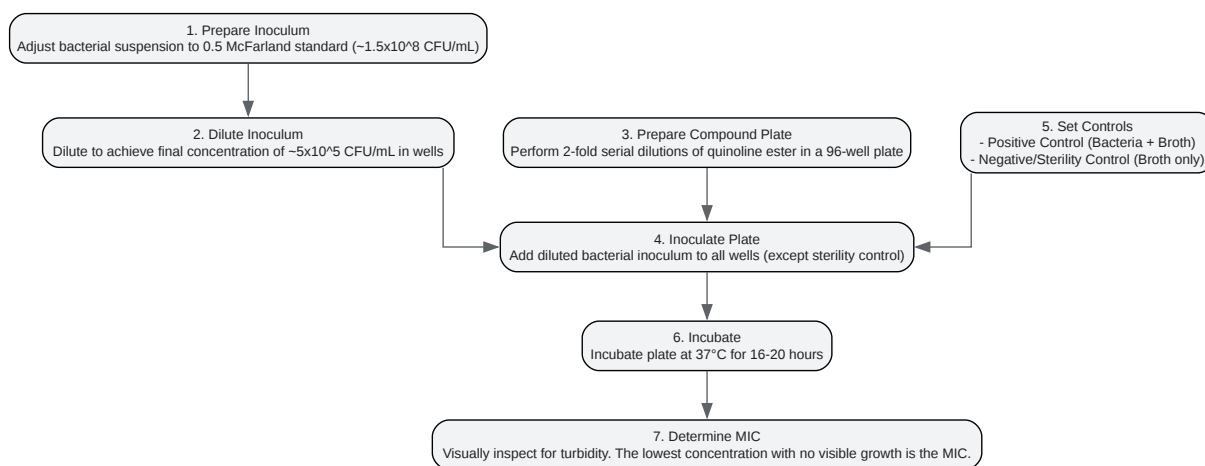 1. Prepare Inoculum
Adjust bacterial suspension to 0.5 McFarland standard (~1.5x10^8 CFU/mL)
2. Dilute Inoculum
Dilute to achieve final concentration of ~5x10^5 CFU/mL in wells
3. Prepare Compound Plate
Perform 2-fold serial dilutions of quinoline ester in a 96-well plate
5. Set Controls
- Positive Control (Bacteria + Broth)
- Negative/Sterility Control (Broth only)
4. Inoculate Plate
Add diluted bacterial inoculum to all wells (except sterility control)
6. Incubate
Incubate plate at 37°C for 16-20 hours
7. Determine MIC
Visually inspect for turbidity. The lowest concentration with no visible growth is the MIC.